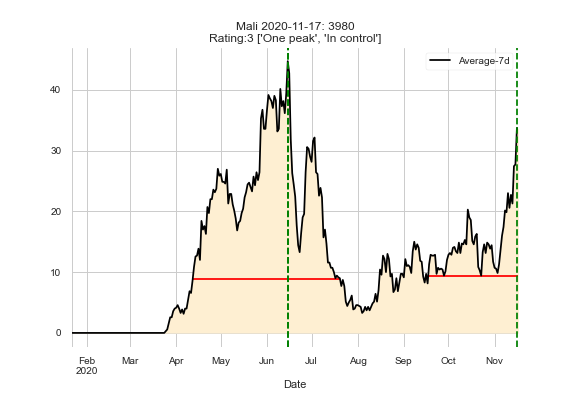 Mali 2020-11-17: 3980
Rating:3 ['One peak', 'In control']
Average-7d
40
30
20
10
0
Feb Mar Apr May Jun Jul Aug Sep Oct Nov
2020
Date